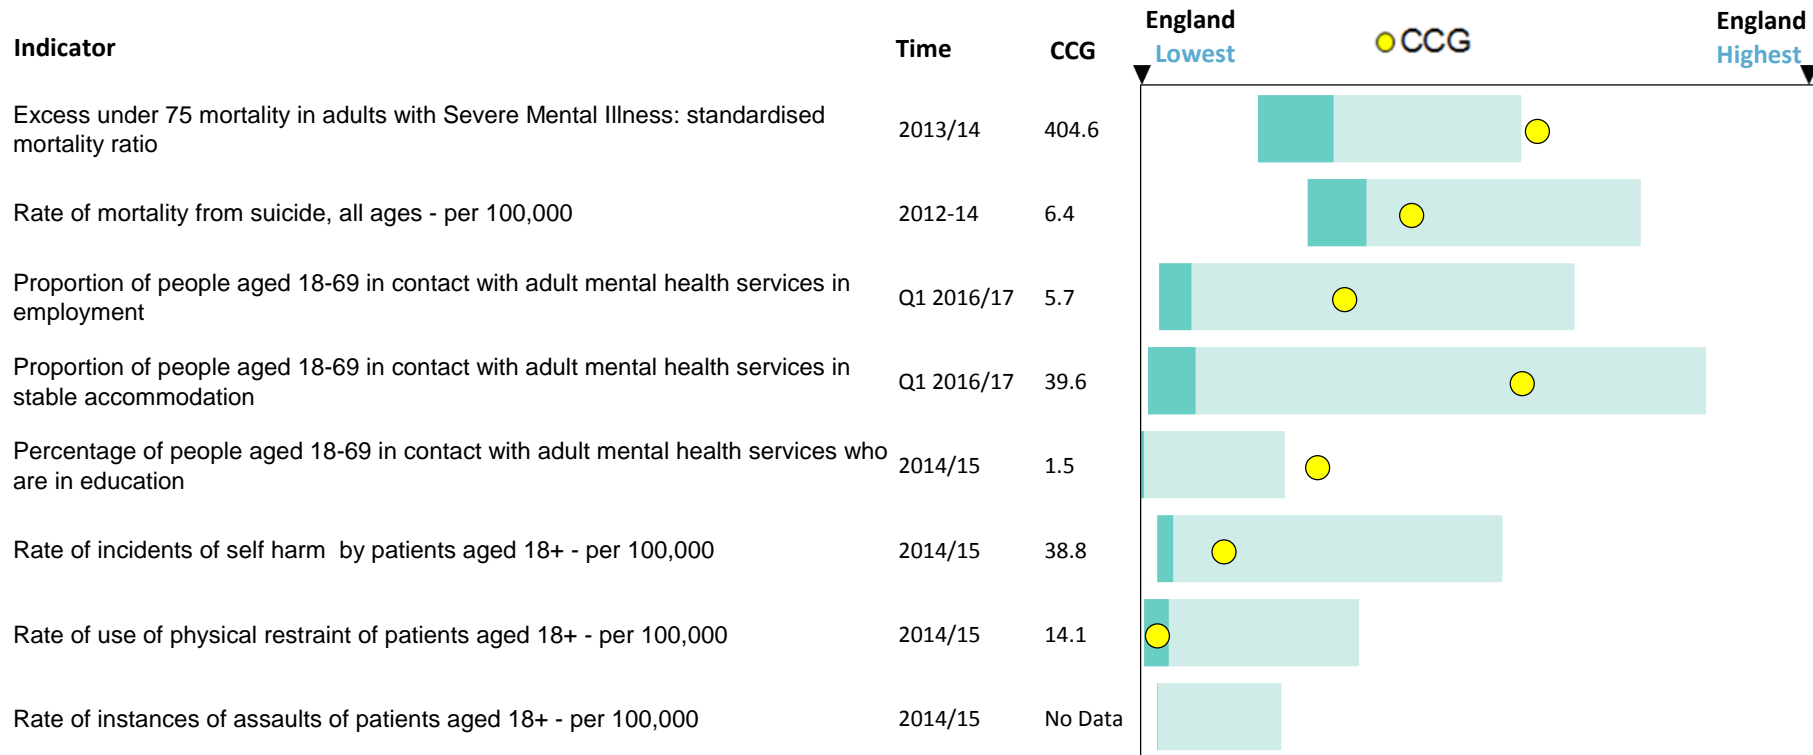 Indicator Time CCG England Lowest CCG England Highest
Excess under 75 mortality in adults with Severe Mental Illness: standardised
mortality ratio
2013/14 404.6
Rate of mortality from suicide, all ages - per 100,000 2012-14 6.4
Proportion of people aged 18-69 in contact with adult mental health services in
employment
Q1 2016/17 5.7
Proportion of people aged 18-69 in contact with adult mental health services in
stable accommodation
Q1 2016/17 39.6
Percentage of people aged 18-69 in contact with adult mental health services who
are in education
2014/15 1.5
Rate of incidents of self harm  by patients aged 18+ - per 100,000 2014/15 38.8
Rate of use of physical restraint of patients aged 18+ - per 100,000 2014/15 14.1
Rate of instances of assaults of patients aged 18+ - per 100,000 2014/15 No Data